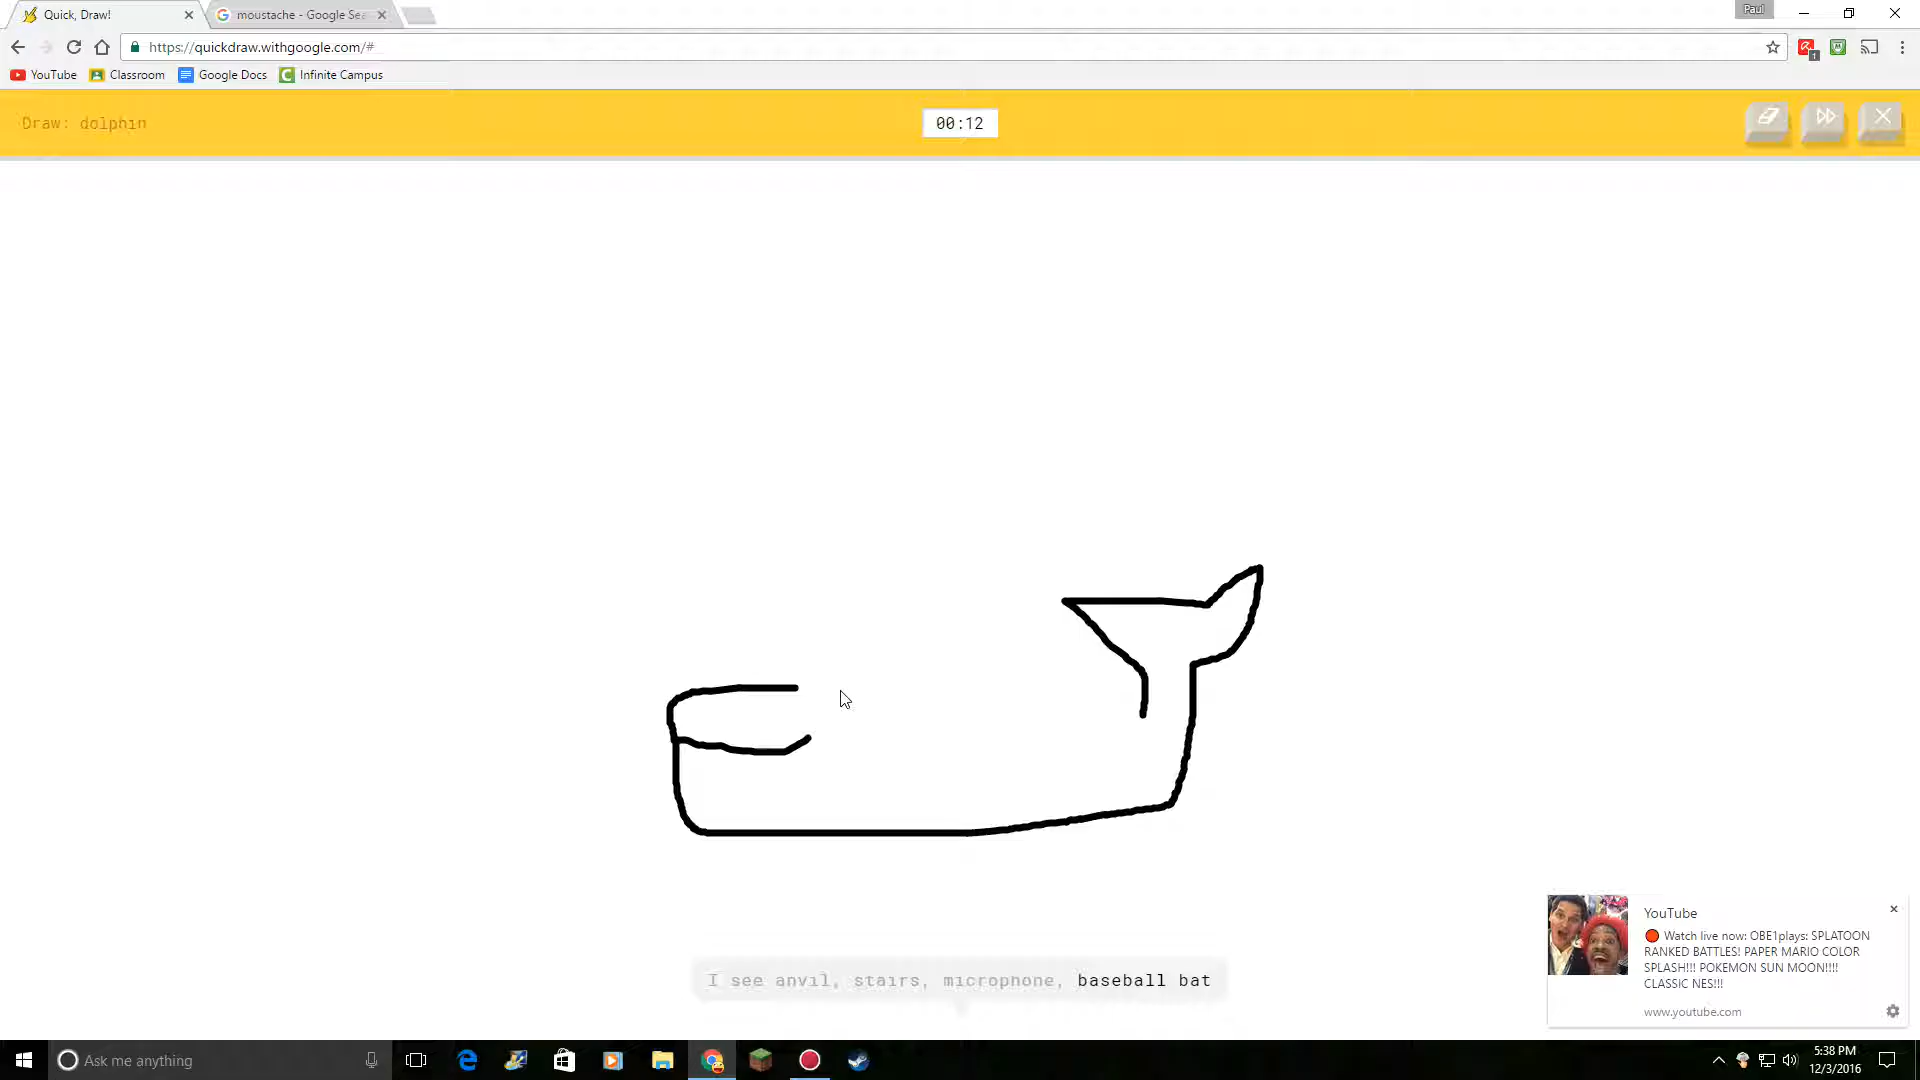 Quick, Draw!
moustache - Google Sea
Paul
https://quickdraw.withgoogle.com/#
1
YouTube
Classroom
Google Docs
Infinite Campus
Draw: dolphin
00:12
YouTube
Watch live now: OBE1plays: SPLATOON
RANKED BATTLES! PAPER MARIO COLOR
SPLASH!!! POKEMON SUN MOON!!!!
CLASSIC NES!!!
www.youtube.com
I see anvil, stairs, microphone, baseball bat
Ask me anything
5:38 PM
12/3/2016